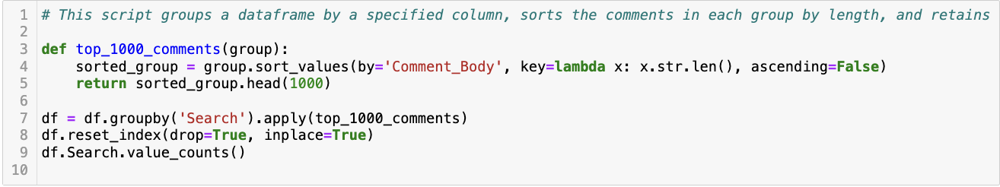 1 # This script groups a dataframe by a specified column, sorts the comments in each group by length, and retains
2
3 def top_1000_comments(group):
4     sorted_group = group.sort_values(by='Comment_Body', key=lambda x: x.str.len(), ascending=False)
5     return sorted_group.head(1000)
6
7 df = df.groupby('Search').apply(top_1000_comments)
8 df.reset_index(drop=True, inplace=True)
9 df.Search.value_counts()
10